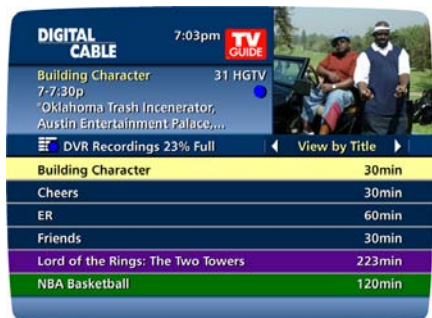 DIGITAL
CABLE
7:03pm
TV
GUIDE
Building Character 31 HGTV
7-7:30p
"Oklahoma Trash Incenerator,
Austin Entertainment Palace,...
DVR Recordings 23% Full
View by Title
Building Character 30min
Cheers 30min
ER 60min
Friends 30min
Lord of the Rings: The Two Towers 223min
NBA Basketball 120min